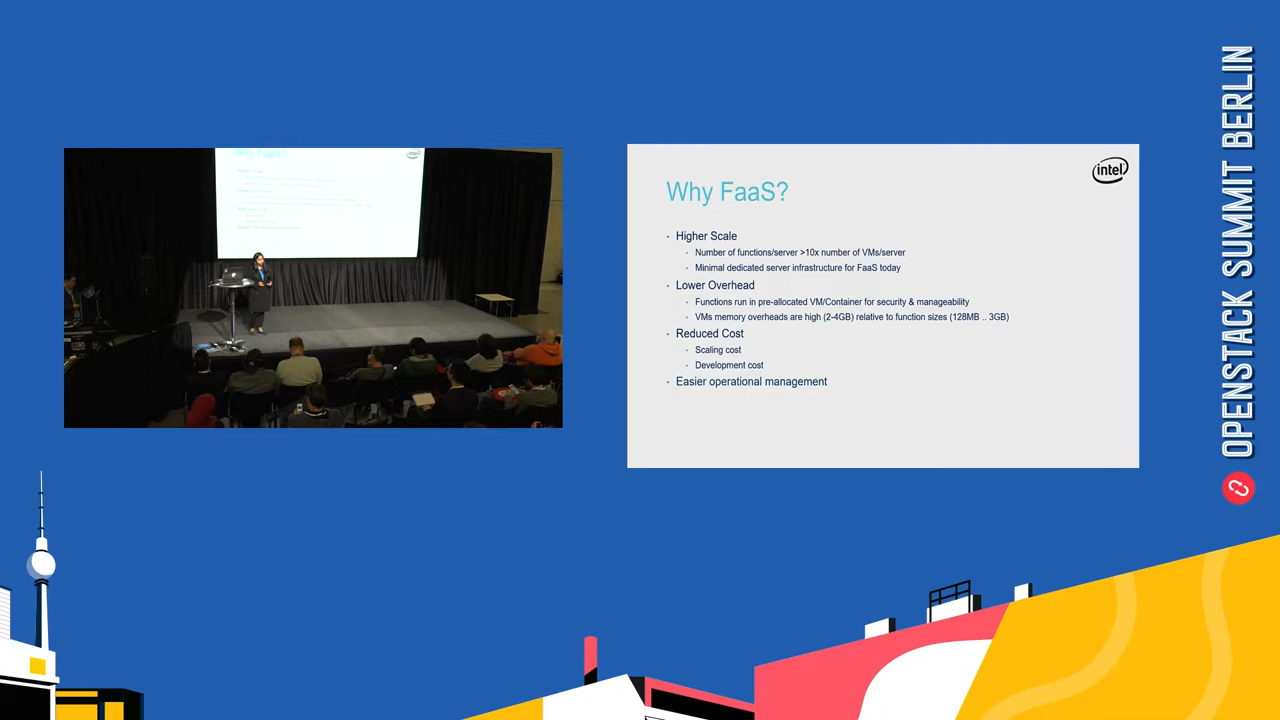 Why FaaS?
intel
Higher Scale
Number of functions/server >10x number of VMs/server
Minimal dedicated server infrastructure for FaaS today
Lower Overhead
Functions run in pre-allocated VM/Container for security & manageability
VMs memory overheads are high (2-4GB) relative to function sizes (128MB .. 3GB)
Reduced Cost
Scaling cost
Development cost
Easier operational management
OPENSTACK SUMMIT BERLIN